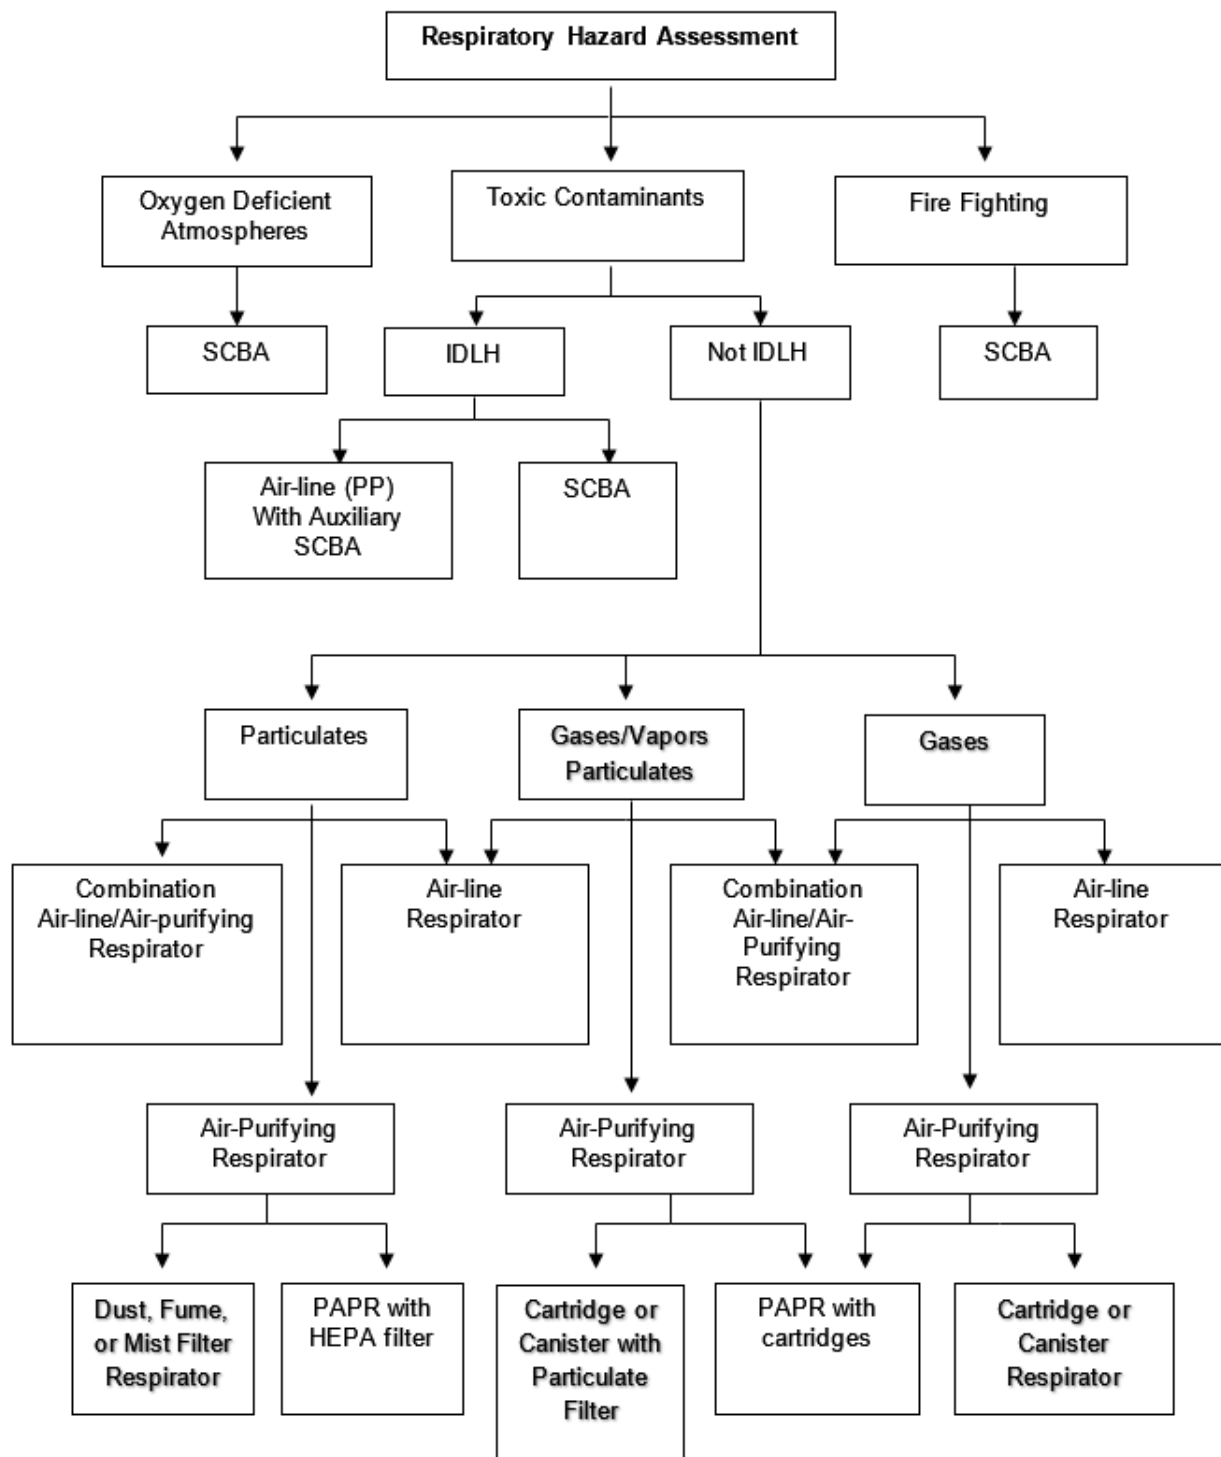 Respiratory Hazard Assessment
Oxygen Deficient
Atmospheres
Toxic Contaminants
Fire Fighting
SCBA
IDLH
Not IDLH
SCBA
Air-line (PP)
With Auxiliary
SCBA
SCBA
Particulates
Gases/Vapors
Particulates
Gases
Combination
Air-line/Air-purifying
Respirator
Air-line
Respirator
Combination
Air-line/Air-
Purifying
Respirator
Air-line
Respirator
Air-Purifying
Respirator
Air-Purifying
Respirator
Air-Purifying
Respirator
Dust, Fume,
or Mist Filter
Respirator
PAPR with
HEPA filter
Cartridge or
Canister with
Particulate
Filter
PAPR with
cartridges
Cartridge or
Canister
Respirator